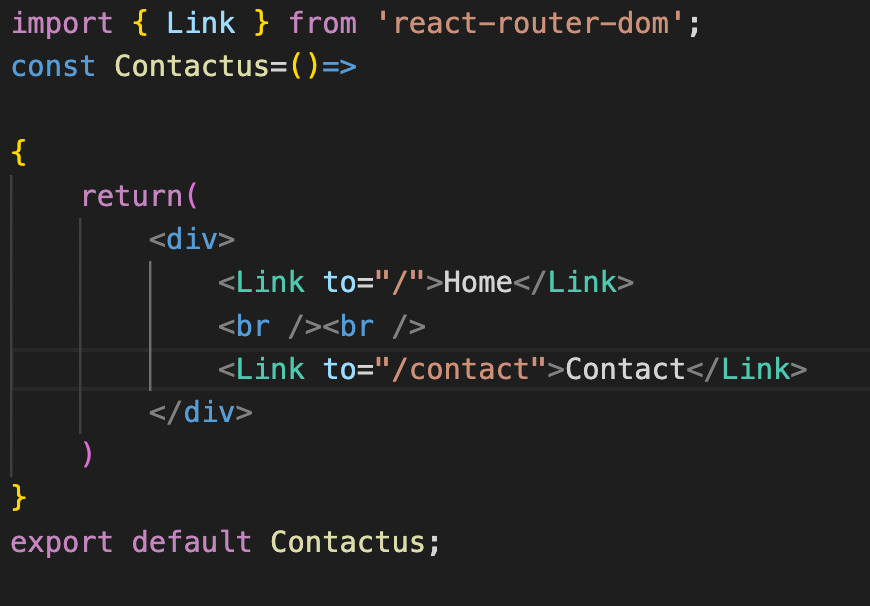 import { Link } from 'react-router-dom';
const Contactus=()=>
{
return(
<div>
<Link to="/">Home</Link>
<br /><br />
<Link to="/contact">Contact</Link>
</div>
)
}
export default Contactus;